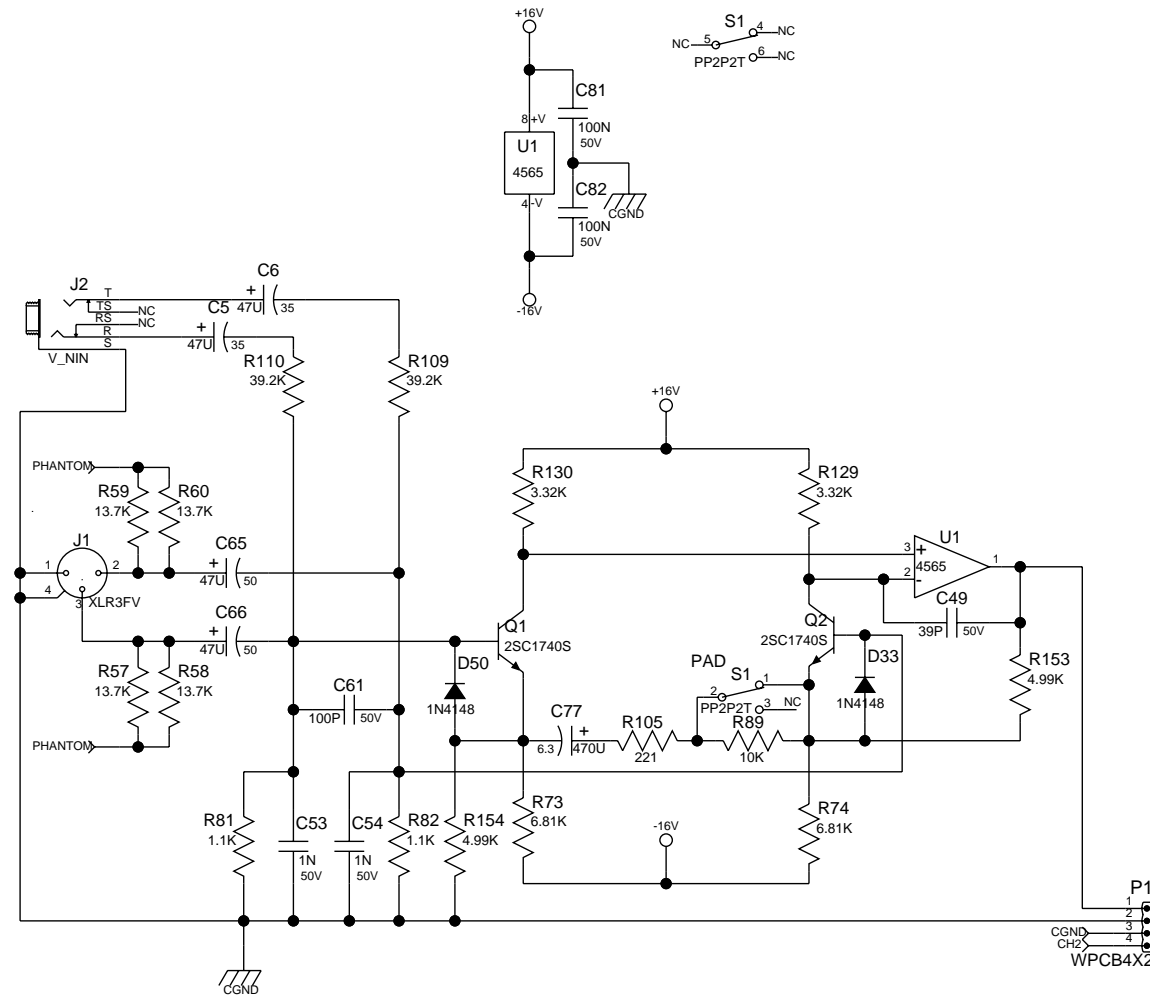 +16V
S1
4
NC
NC
5
6
NC
PP2P2T
C81
100N
50V
8
+V
U1
4565
C82
100N
50V
4
-V
CGND
-16V
J2
T
TS
NC
RS
NC
R
S
V_NIN
C6
+
47U
35
C5
+
47U
35
R110
39.2K
R109
39.2K
+16V
PHANTOM
R59
13.7K
R60
13.7K
R130
3.32K
R129
3.32K
J1
1
2
4
3
XLR3FV
C65
+
47U
50
C66
+
47U
50
U1
3
+
4565
2
-
1
C49
39P
50V
Q1
2SC1740S
Q2
2SC1740S
D50
1N4148
D33
1N4148
R57
13.7K
R58
13.7K
PHANTOM
C61
100P
50V
PAD
S1
1
2
3
NC
PP2P2T
R153
4.99K
C77
+
6.3
470U
R105
221
R89
10K
R81
1.1K
C53
1N
50V
C54
1N
50V
R82
1.1K
R154
4.99K
R73
6.81K
R74
6.81K
-16V
P1
1
2
CGND
3
CH2
4
WPCB4X2
CGND